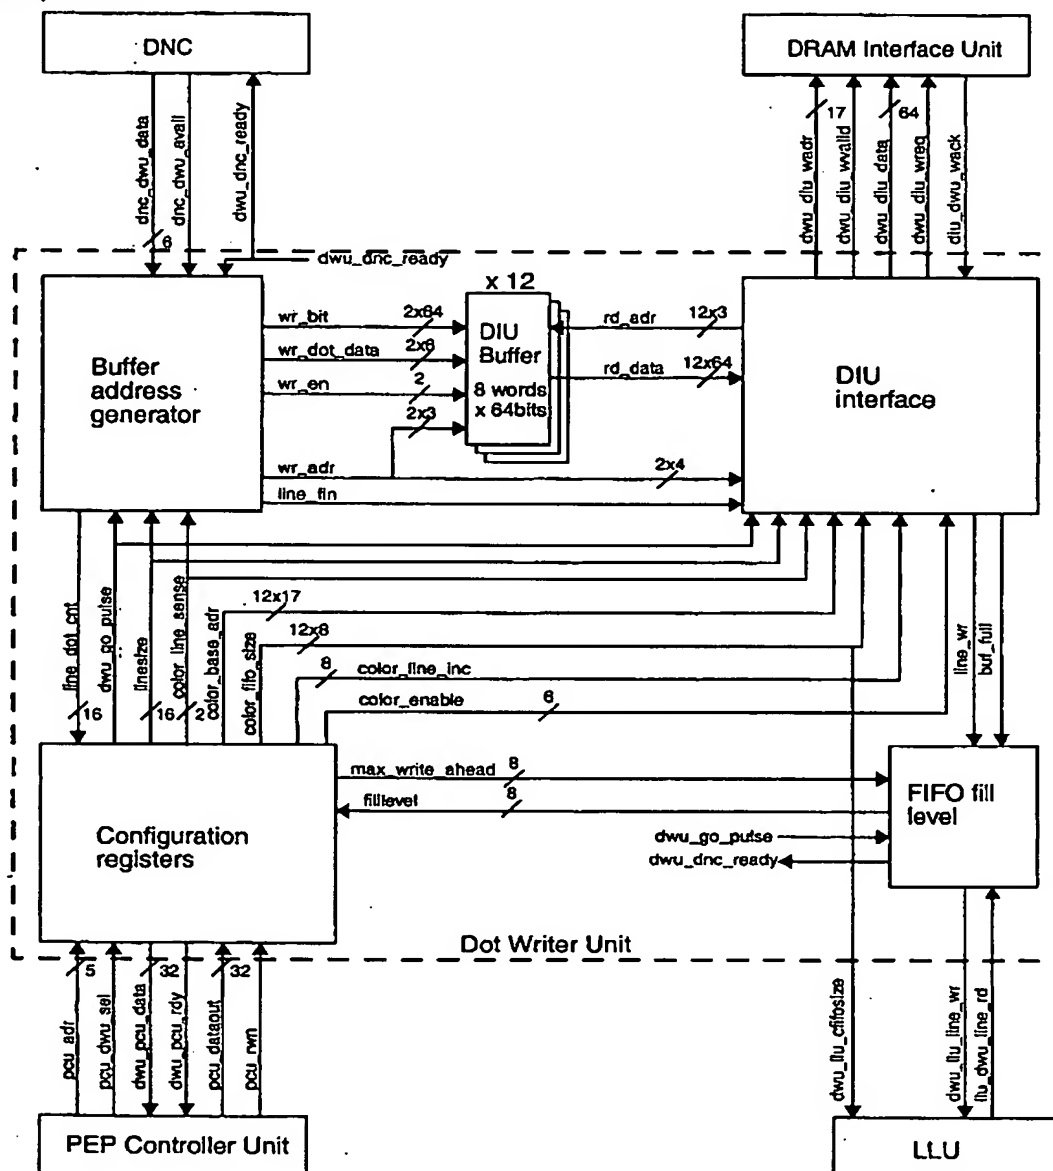 DNC
DRAM Interface Unit
dnc_dwu_data
dnc_dwu_avail
dwu_dnc_ready
6
dwu_diu_wadr
17
dwu_diu_wvalid
dwu_diu_data
64
dwu_diu_wreq
diu_dwu_wack
dwu_dnc_ready
x 12
Buffer
address
generator
wr_bit
2x64
wr_dot_data
2x6
wr_en
2
2x3
wr_adr
2x4
line_fin
DIU
Buffer
8 words
x 64bits
rd_adr
12x3
rd_data
12x64
DIU
interface
line_dot_cnt
16
dwu_go_pulse
linesize
16
color_line_sense
2
color_base_adr
12x17
color_fifo_size
12x8
8
color_line_inc
color_enable
6
line_wr
buf_full
max_write_ahead
8
filllevel
8
dwu_go_pulse
dwu_dnc_ready
Configuration
registers
FIFO fill
level
Dot Writer Unit
pcu_adr
5
pcu_dwu_sel
dwu_pcu_data
32
dwu_pcu_rdy
pcu_dataout
32
pcu_rwn
dwu_llu_cfifosize
dwu_llu_line_wr
llu_dwu_line_rd
PEP Controller Unit
LLU